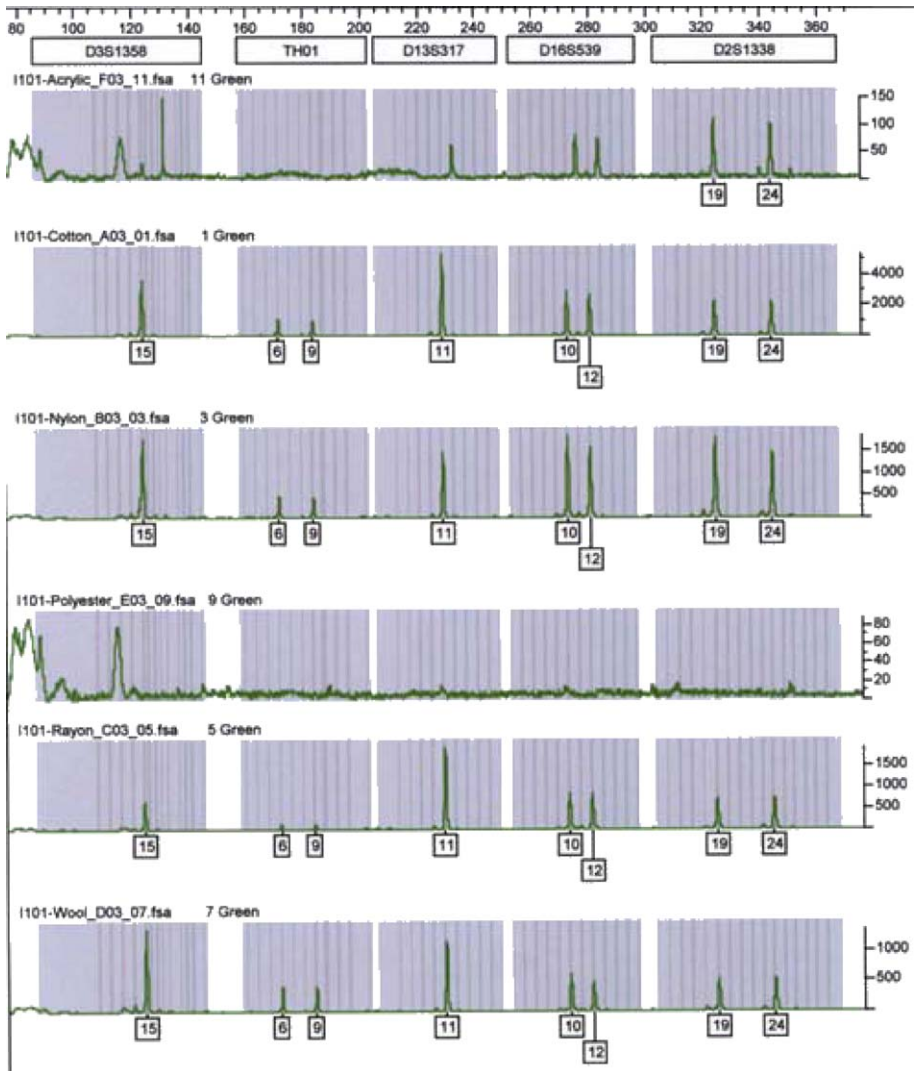 80 100 120 140 160 180 200 220 240 260 280 300 320 340 360
D3S1358 TH01 D13S317 D16S539 D2S1338
I101-Acrylic_F03_11.fsa 11 Green
150
100
50
19 24
I101-Cotton_A03_01.fsa 1 Green
4000
2000
15 6 9 11 10 19 24
12
I101-Nylon_B03_03.fsa 3 Green
1500
1000
500
15 6 9 11 10 19 24
12
I101-Polyester_E03_09.fsa 9 Green
80
60
40
20
I101-Rayon_C03_05.fsa 5 Green
1500
1000
500
15 6 9 11 10 19 24
12
I101-Wool_D03_07.fsa 7 Green
1000
500
15 6 9 11 10 19 24
12